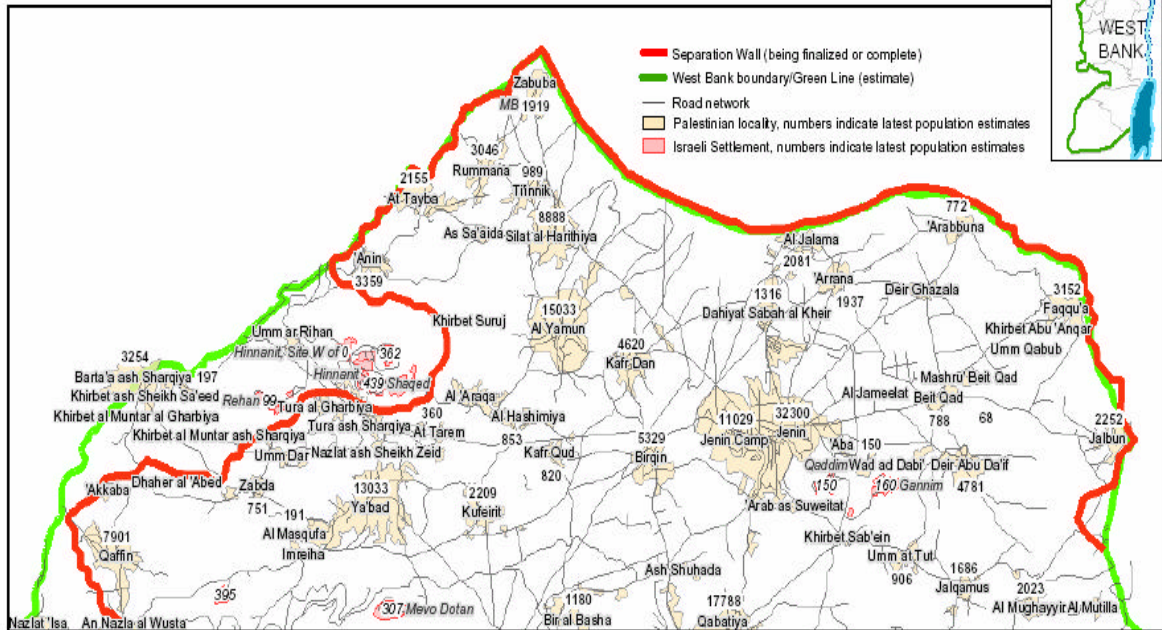 WEST
BANK
Separation Wall (being finalized or complete)
West Bank boundary/Green Line (estimate)
Road network
Palestinian locality, numbers indicate latest population estimates
Israeli Settlement, numbers indicate latest population estimates
Zabuba
MB 1919
3046
Rummana
989
Ti'innik
2155
At Tayba
8888
As Sa'aida
Silat al Harithiya
772
'Arabbuna
Al Jalama
2081
'Anin
3359
'Arrana
1937
Deir Ghazala
3152
Faqqu'a
1316
Dahiyat Sabah al Kheir
15033
Al Yamun
Khirbet Suruj
Umm ar Rihan
Khirbet Abu 'Anqar
Umm Qabub
Hinnanit, Site W of 0
362
Hinnanit
439 Shaqed
4620
Kafr Dan
3254
Barta'a ash Sharqiya 197
Khirbet ash Sheikh Sa'eed
Rehan 99
Mashrù' Beit Qad
Al Jameelat
Beit Qad
788
68
Khirbet al Muntar al Gharbiya
Tura al Gharbiya
Al 'Araqa
Al Hashimiya
360
Tura ash Sharqiya
At Tarem
11029
32300
Jenin Camp
Jenin
2252
Jalbun
Khirbet al Muntar ash Sharqiya
853
5329
'Aba 150
Umm Dar
Nazlat ash Sheikh Zeid
Kafr Qud
820
Birqin
Qaddim
Wad ad Dabi'
Deir Abu Da'if
4781
150
160 Gannim
Dhaher al 'Abed
'Akkaba
Zabda
751
13033
Ya'bad
2209
Kufeirit
'Arab as Suweitat
191
Al Masqufa
Imreiha
7901
Qaffin
Khirbet Sab'ein
Umm at Tut
906
Ash Shuhada
1686
Jalqamus
2023
Al Mughayyir
Al Mutilla
395
307 Mevo Dotan
1180
Bir al Basha
17788
Qabatiya
Nazlat 'Isa
An Nazla al Wusta